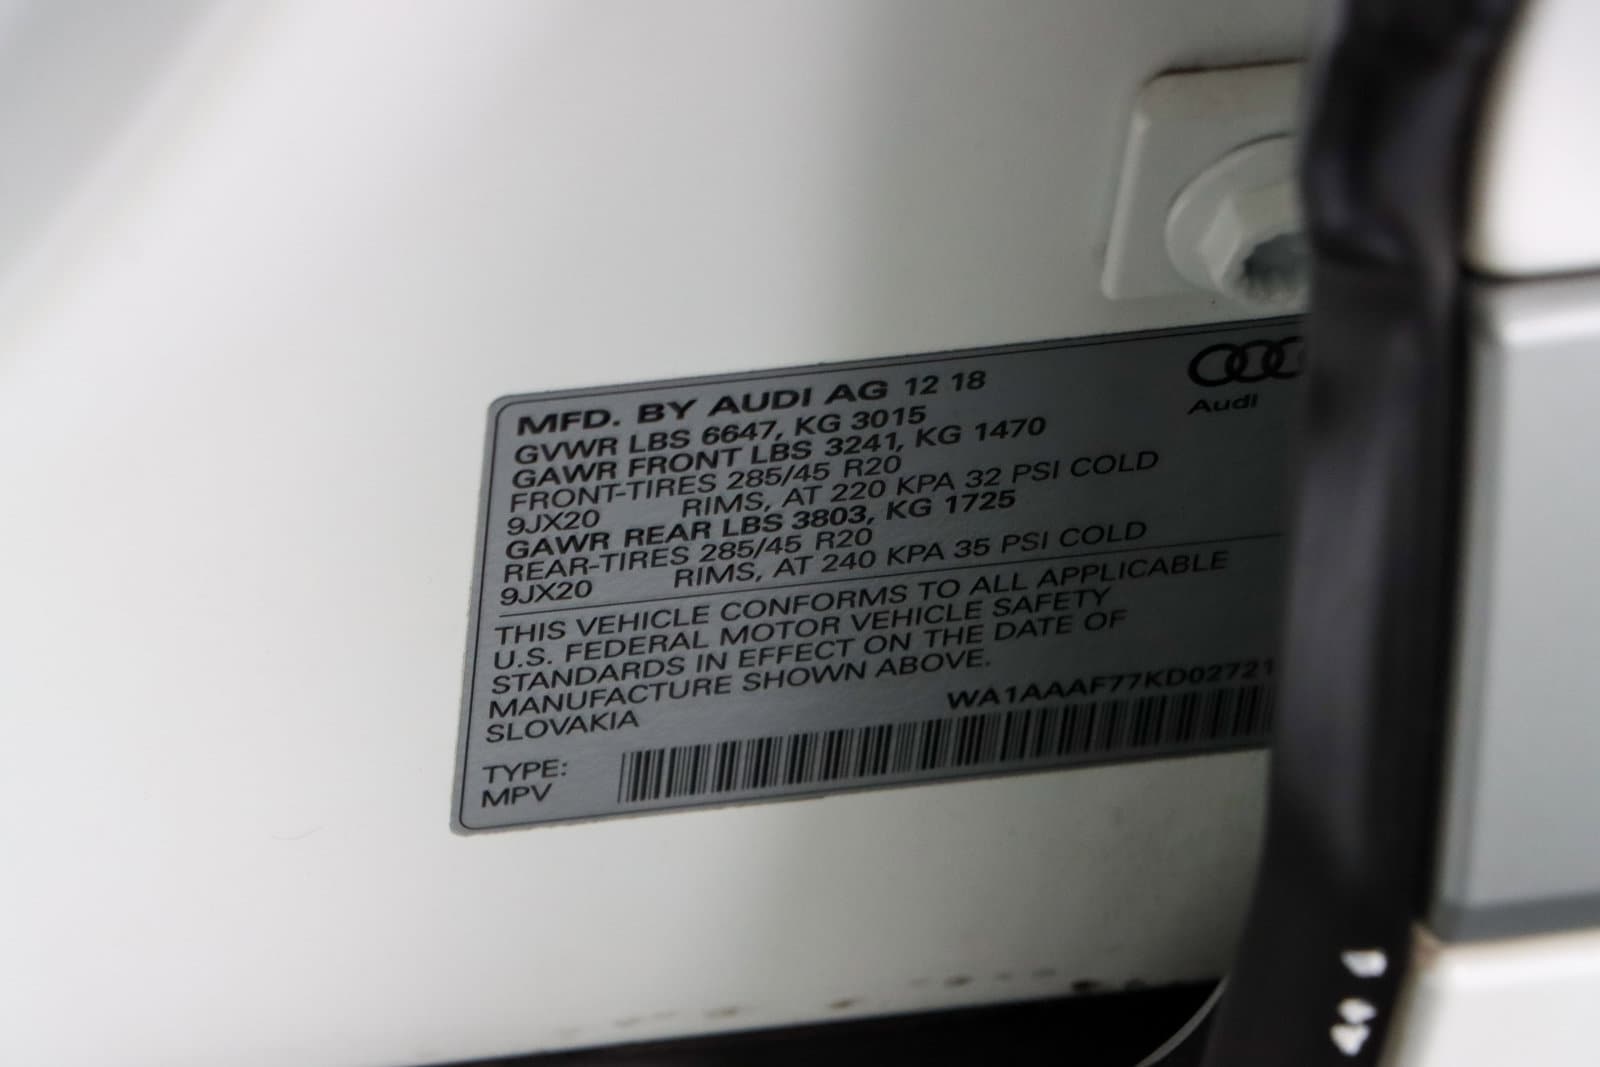 MFD. BY AUDI AG 12 18
Audi
GVWR LBS 6647, KG 3015
GAWR FRONT LBS 3241, KG 1470
FRONT-TIRES 285/45 R20
9JX20 RIMS, AT 220 KPA 32 PSI COLD
GAWR REAR LBS 3803, KG 1725
REAR-TIRES 285/45 R20
9JX20 RIMS, AT 240 KPA 35 PSI COLD
THIS VEHICLE CONFORMS TO ALL APPLICABLE
U.S. FEDERAL MOTOR VEHICLE SAFETY
STANDARDS IN EFFECT ON THE DATE OF
MANUFACTURE SHOWN ABOVE.
SLOVAKIA
WA1AAAF77KD02721
TYPE:
MPV